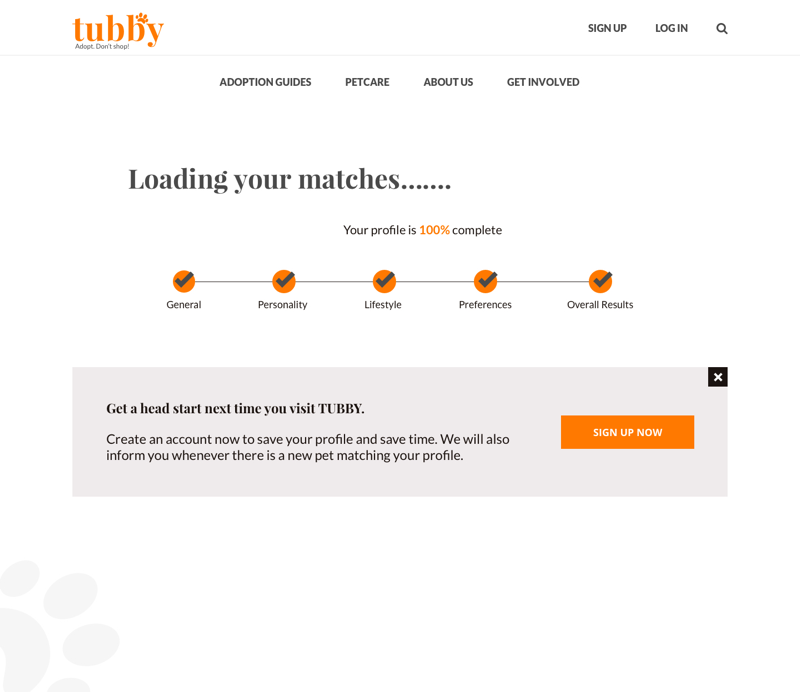 tubby
Adopt. Don't shop!
SIGN UP LOG IN
ADOPTION GUIDES PETCARE ABOUT US GET INVOLVED
Loading your matches.......
Your profile is 100% complete
General Personality Lifestyle Preferences Overall Results
Get a head start next time you visit TUBBY.
Create an account now to save your profile and save time. We will also
inform you whenever there is a new pet matching your profile.
SIGN UP NOW